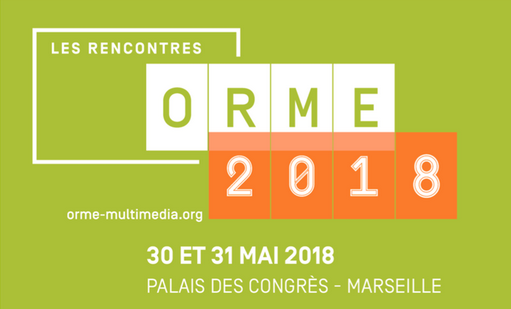 LES RENCONTRES
ORME
2018
orme-multimedia.org
30 ET 31 MAI 2018
PALAIS DES CONGRÈS - MARSEILLE